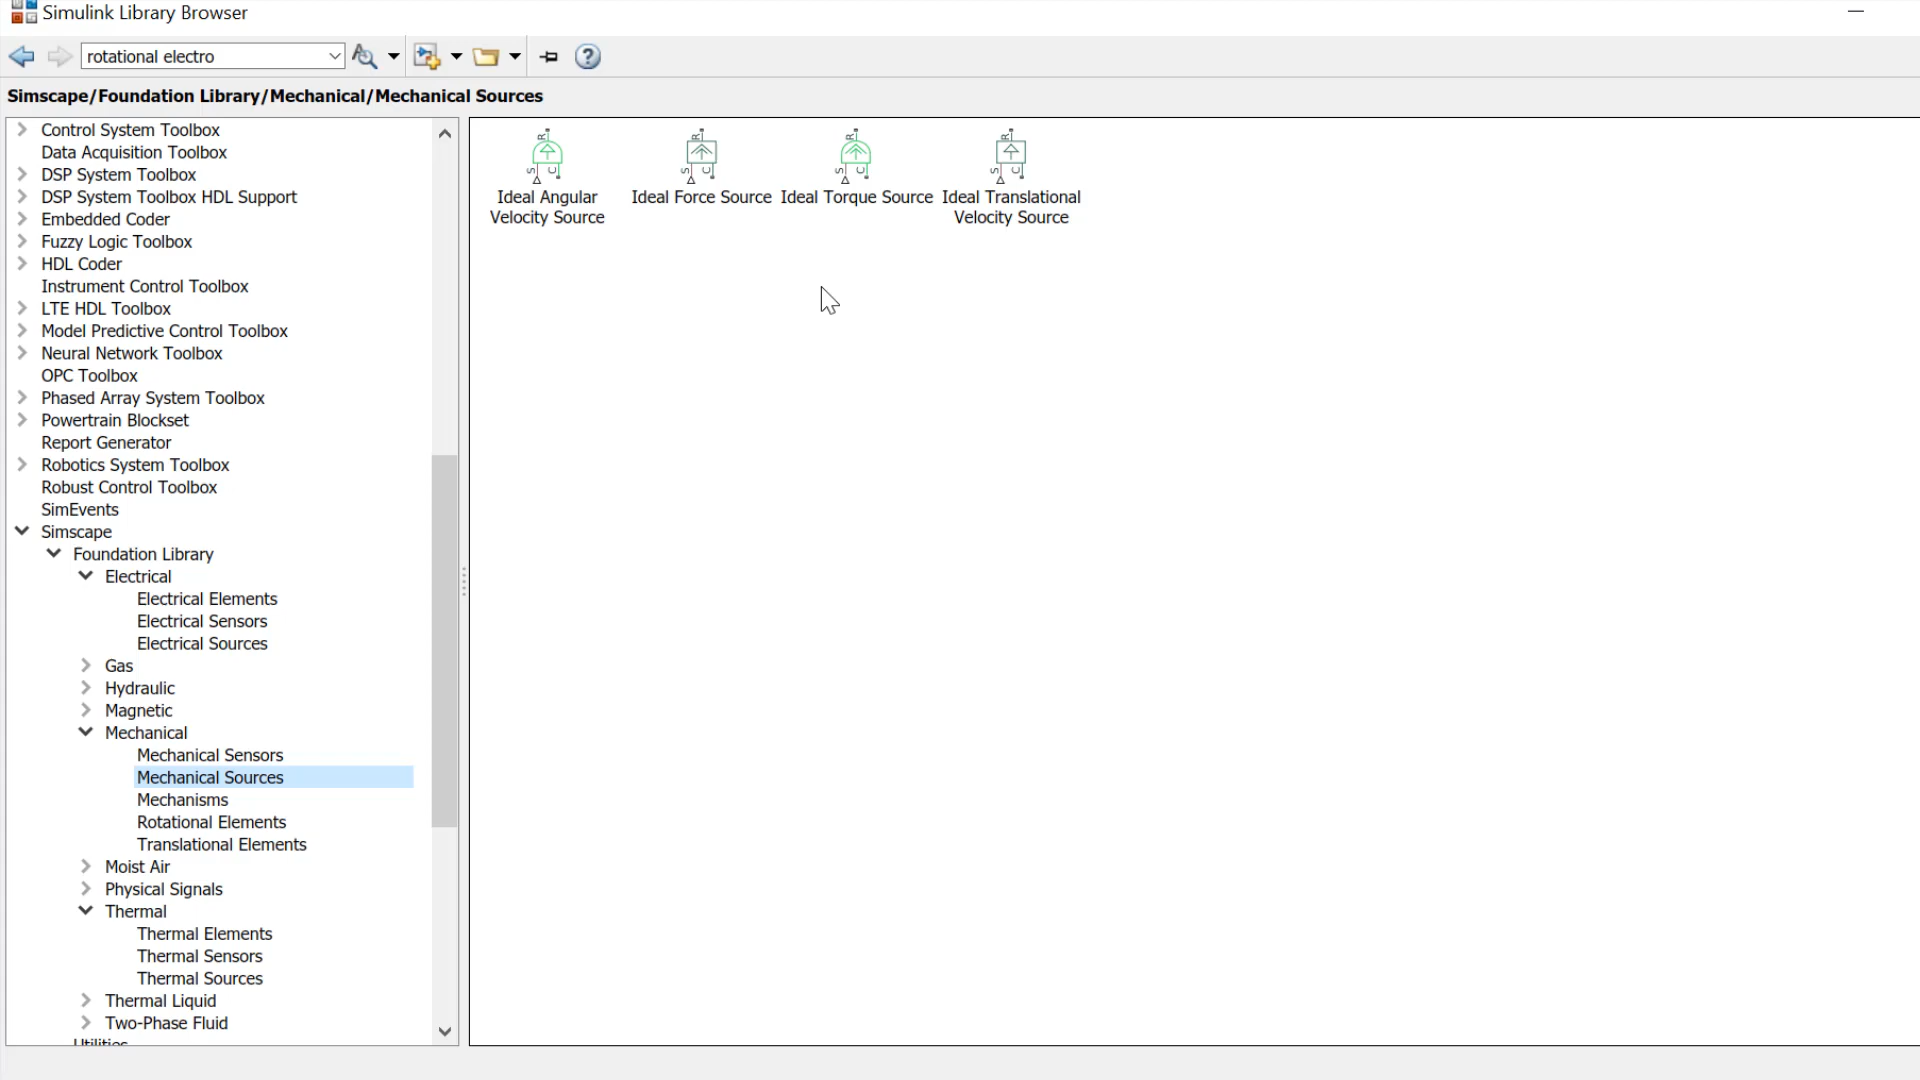 Simulink Library Browser
rotational electro
Simscape/Foundation Library/Mechanical/Mechanical Sources
Control System Toolbox
Data Acquisition Toolbox
DSP System Toolbox
DSP System Toolbox HDL Support
Embedded Coder
Fuzzy Logic Toolbox
HDL Coder
Instrument Control Toolbox
LTE HDL Toolbox
Model Predictive Control Toolbox
Neural Network Toolbox
OPC Toolbox
Phased Array System Toolbox
Powertrain Blockset
Report Generator
Robotics System Toolbox
Robust Control Toolbox
SimEvents
Simscape
Foundation Library
Electrical
Electrical Elements
Electrical Sensors
Electrical Sources
Gas
Hydraulic
Magnetic
Mechanical
Mechanical Sensors
Mechanical Sources
Mechanisms
Rotational Elements
Translational Elements
Moist Air
Physical Signals
Thermal
Thermal Elements
Thermal Sensors
Thermal Sources
Thermal Liquid
Two-Phase Fluid
Utilities
R
S C
Ideal Angular
Velocity Source
R
S C
Ideal Force Source
R
S C
Ideal Torque Source
R
S C
Ideal Translational
Velocity Source